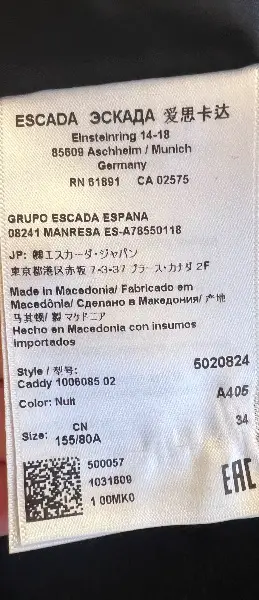 ESCADA ЭСКАДА 爱思卡达
Einsteinring 14-18
85609 Aschheim / Munich
Germany
RN 61891 CA 02575
GRUPO ESCADA ESPANA
08241 MANRESA ES-A78550118
JP: ㈱エスカーダ・ジャパン
東京都港区赤坂 7-3-37 プラース・カナダ 2F
Made in Macedonia/ Fabricado em
Macedônia/ Сделано в Македония/ 产地
马其顿/ 製 マケドニア
Hecho en Macedonia con insumos
importados
Style / 型号: 5020824
Caddy 1006085 02
Color: Nuit A405
Size: CN 155/80A 34
500057
1031809
1 00MK0
EAC